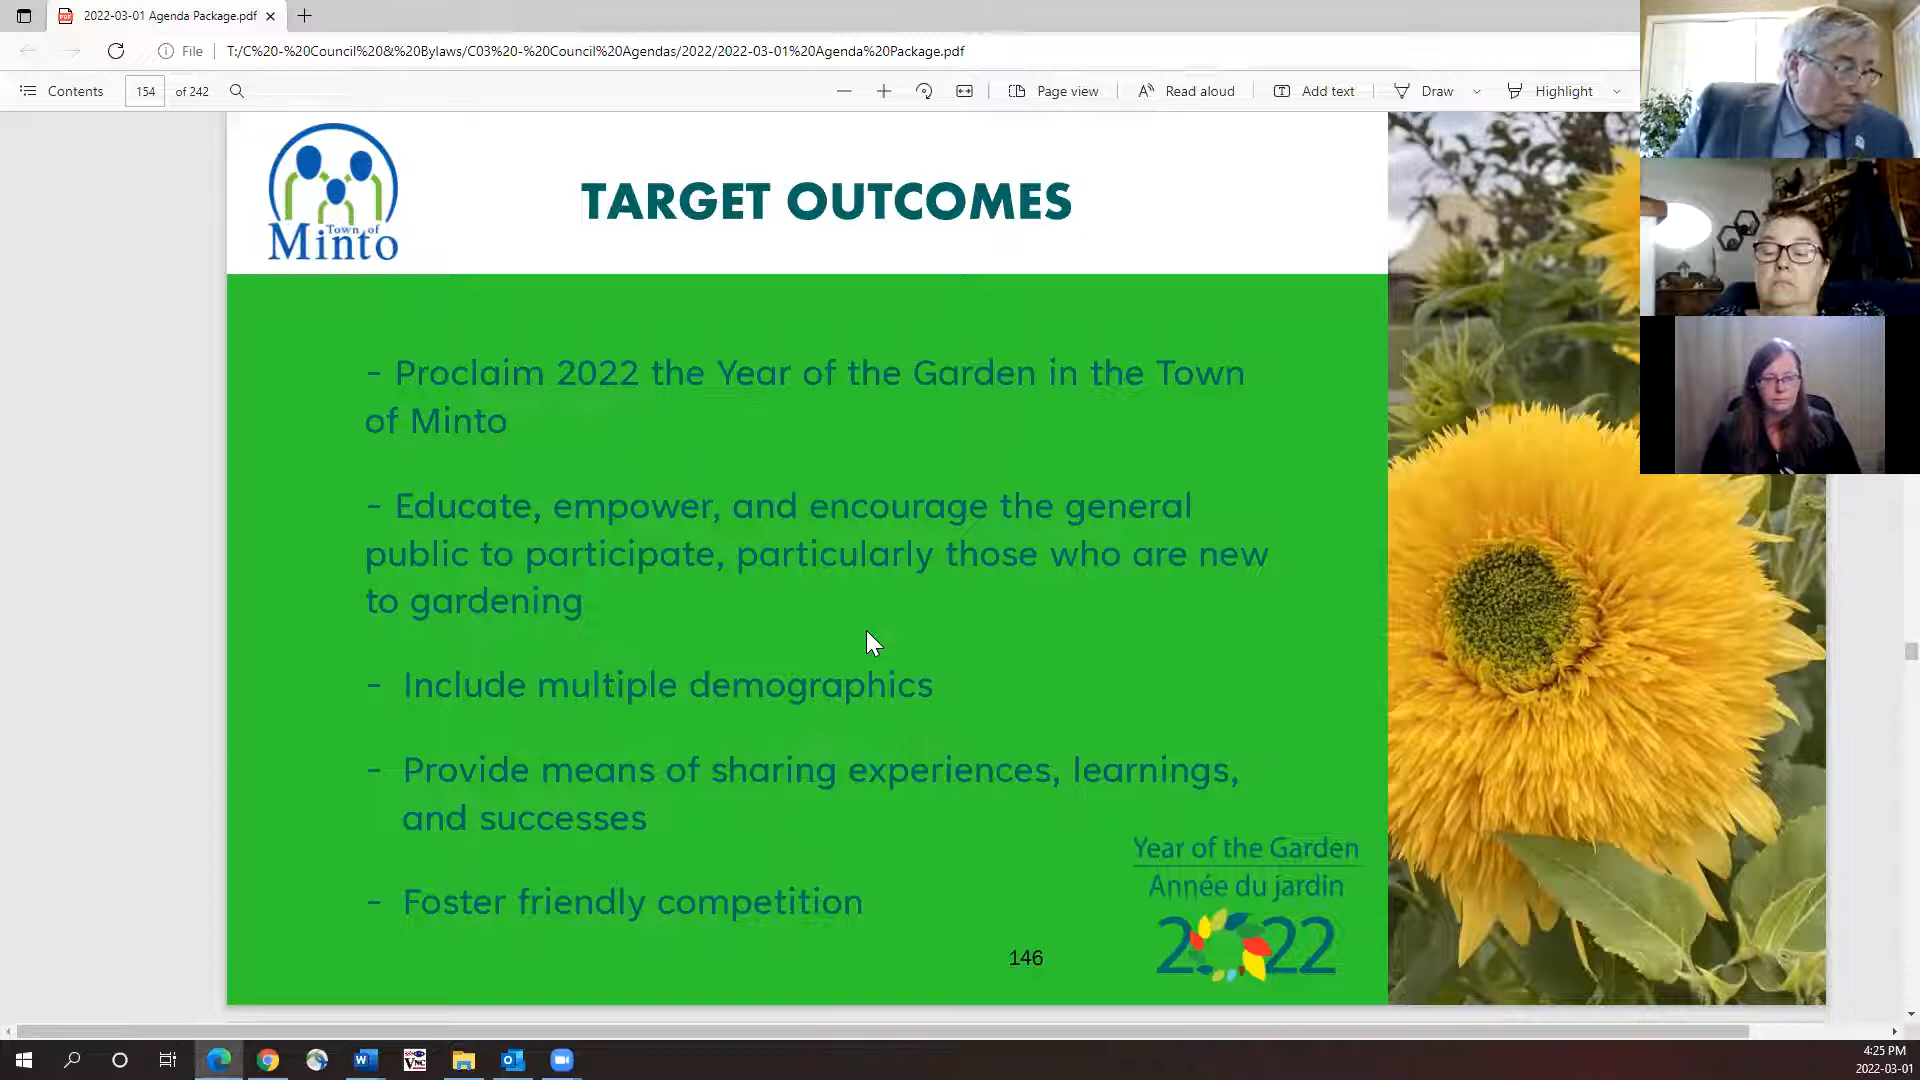 2022-03-01 Agenda Package.pdf
File T:/C%20-%20Council%20&%20Bylaws/C03%20-%20Council%20Agendas/2022/2022-03-01%20Agenda%20Package.pdf
Contents 154 of 242 Page view Read aloud Add text Draw Highlight
Town of
Minto
TARGET OUTCOMES
- Proclaim 2022 the Year of the Garden in the Town
of Minto
- Educate, empower, and encourage the general
public to participate, particularly those who are new
to gardening
- Include multiple demographics
- Provide means of sharing experiences, learnings,
and successes
- Foster friendly competition
Year of the Garden
Année du jardin
2022
146
4:25 PM
2022-03-01